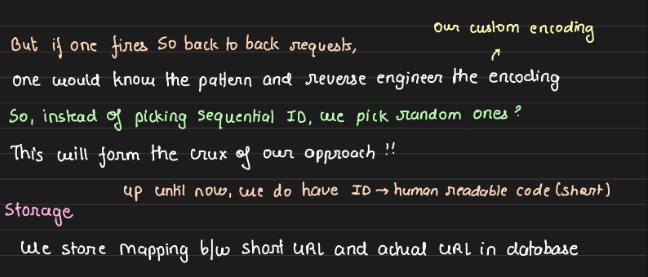 our custom encoding
But if one fires 50 back to back requests,
one would know the pattern and reverse engineer the encoding
So, instead of picking sequential ID, we pick random ones?
This will form the crux of our approach !!
up until now, we do have ID → human readable code (short)
Storage
We store mapping b/w short URL and actual URL in database